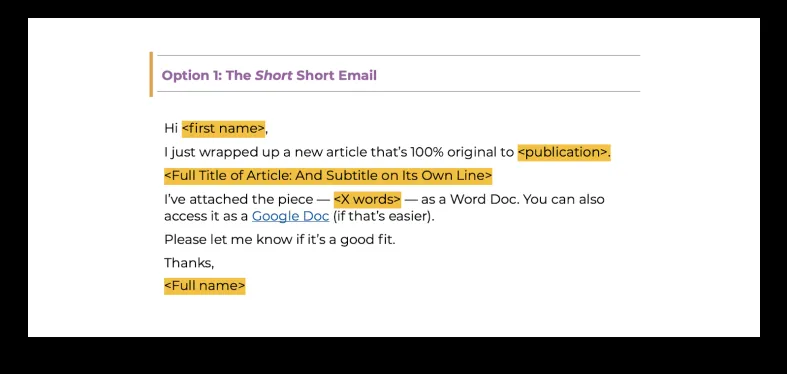 Option 1: The Short Short Email
Hi <first name>,
I just wrapped up a new article that's 100% original to <publication>.
<Full Title of Article: And Subtitle on Its Own Line>
I've attached the piece — <X words> — as a Word Doc. You can also
access it as a Google Doc (if that's easier).
Please let me know if it's a good fit.
Thanks,
<Full name>